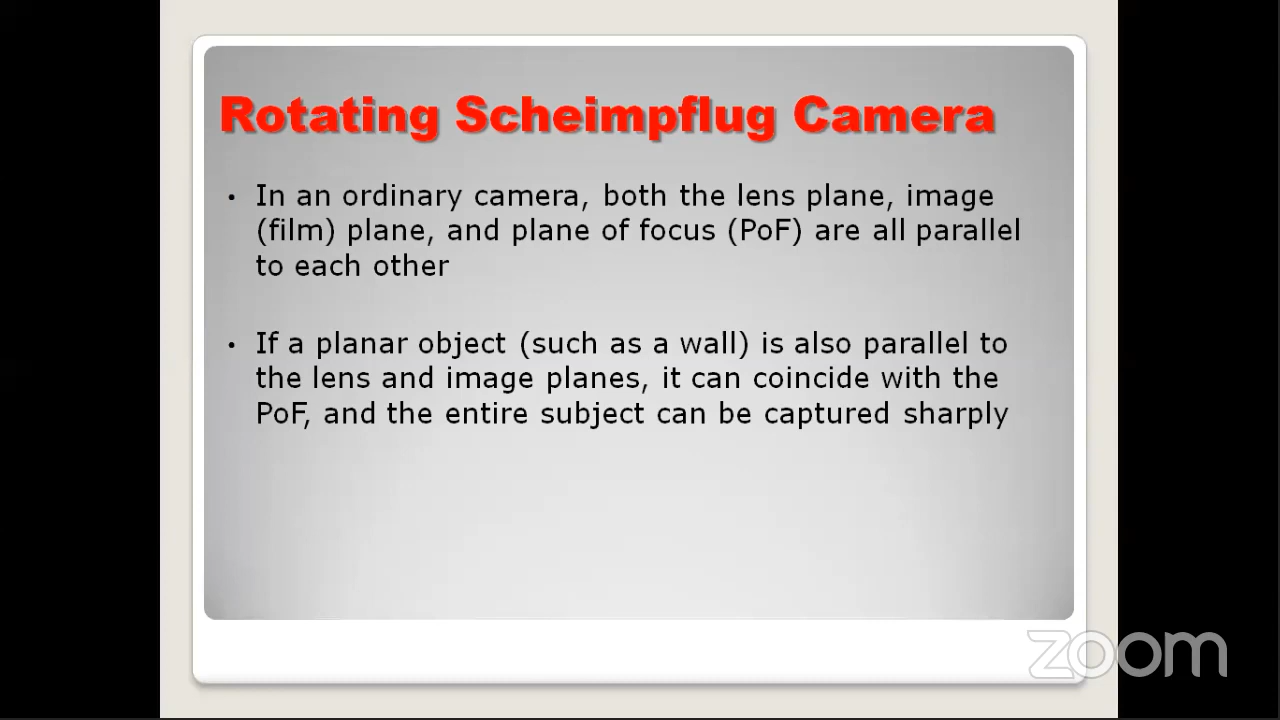 Rotating Scheimpflug Camera
• In an ordinary camera, both the lens plane, image
(film) plane, and plane of focus (PoF) are all parallel
to each other
• If a planar object (such as a wall) is also parallel to
the lens and image planes, it can coincide with the
PoF, and the entire subject can be captured sharply
zoom